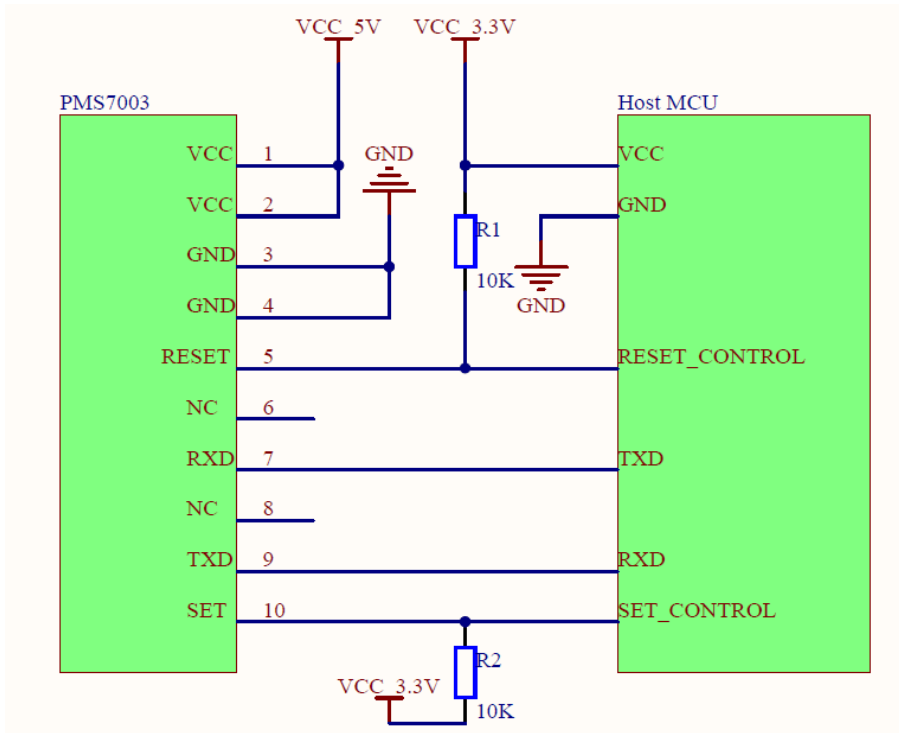 VCC_5V VCC_3.3V
PMS7003 Host MCU
VCC 1 GND VCC
VCC 2 GND
R1
GND 3
10K
GND 4 GND
RESET 5 RESET_CONTROL
NC 6
RXD 7 TXD
NC 8
TXD 9 RXD
SET 10 SET_CONTROL
R2
VCC_3.3V
10K